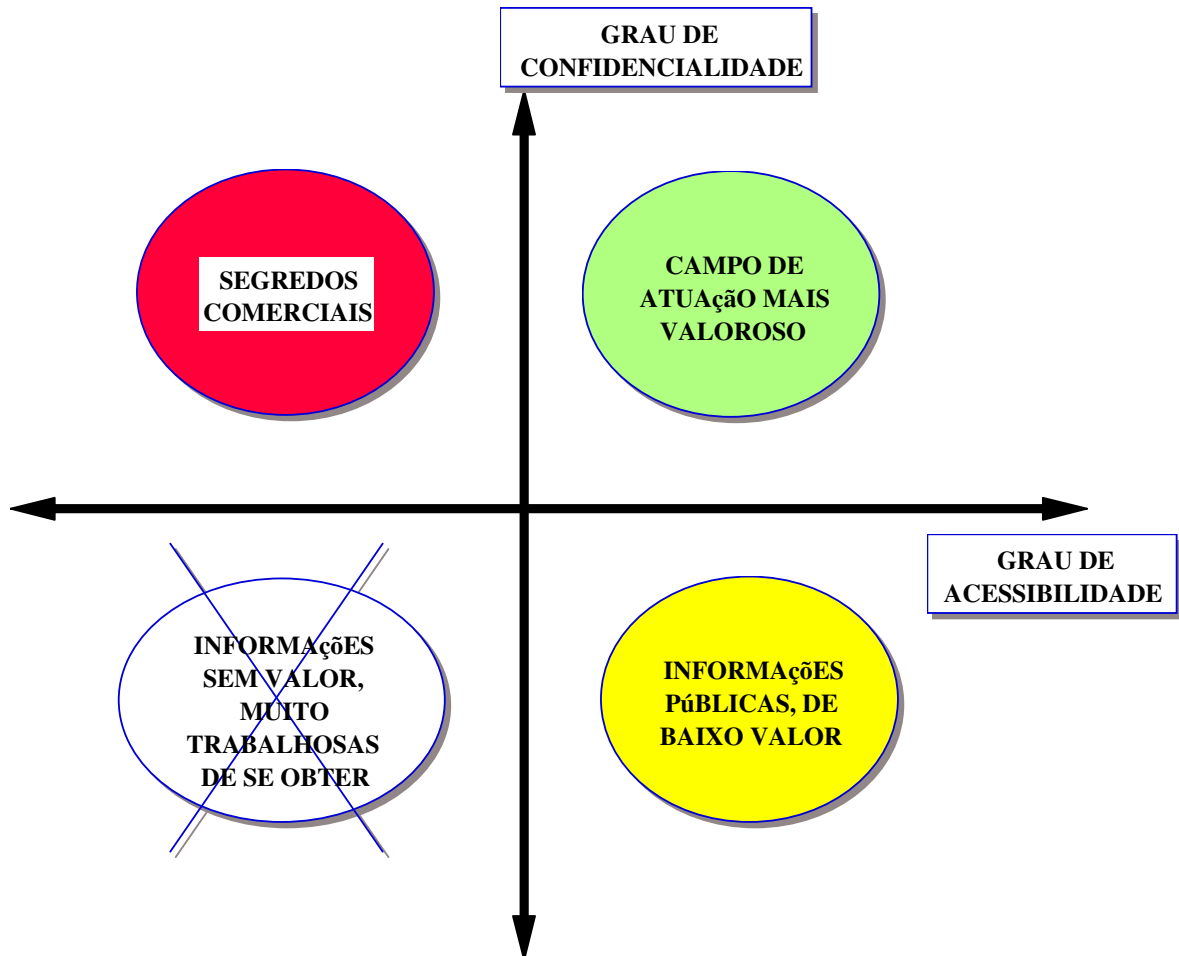 GRAU DE
CONFIDENCIALIDADE
SEGREDOS
COMERCIAIS
CAMPO DE
ATUAçãO MAIS
VALOROSO
GRAU DE
ACESSIBILIDADE
INFORMAçõES
SEM VALOR,
MUITO
TRABALHOSAS
DE SE OBTER
INFORMAçõES
PúBLICAS, DE
BAIXO VALOR